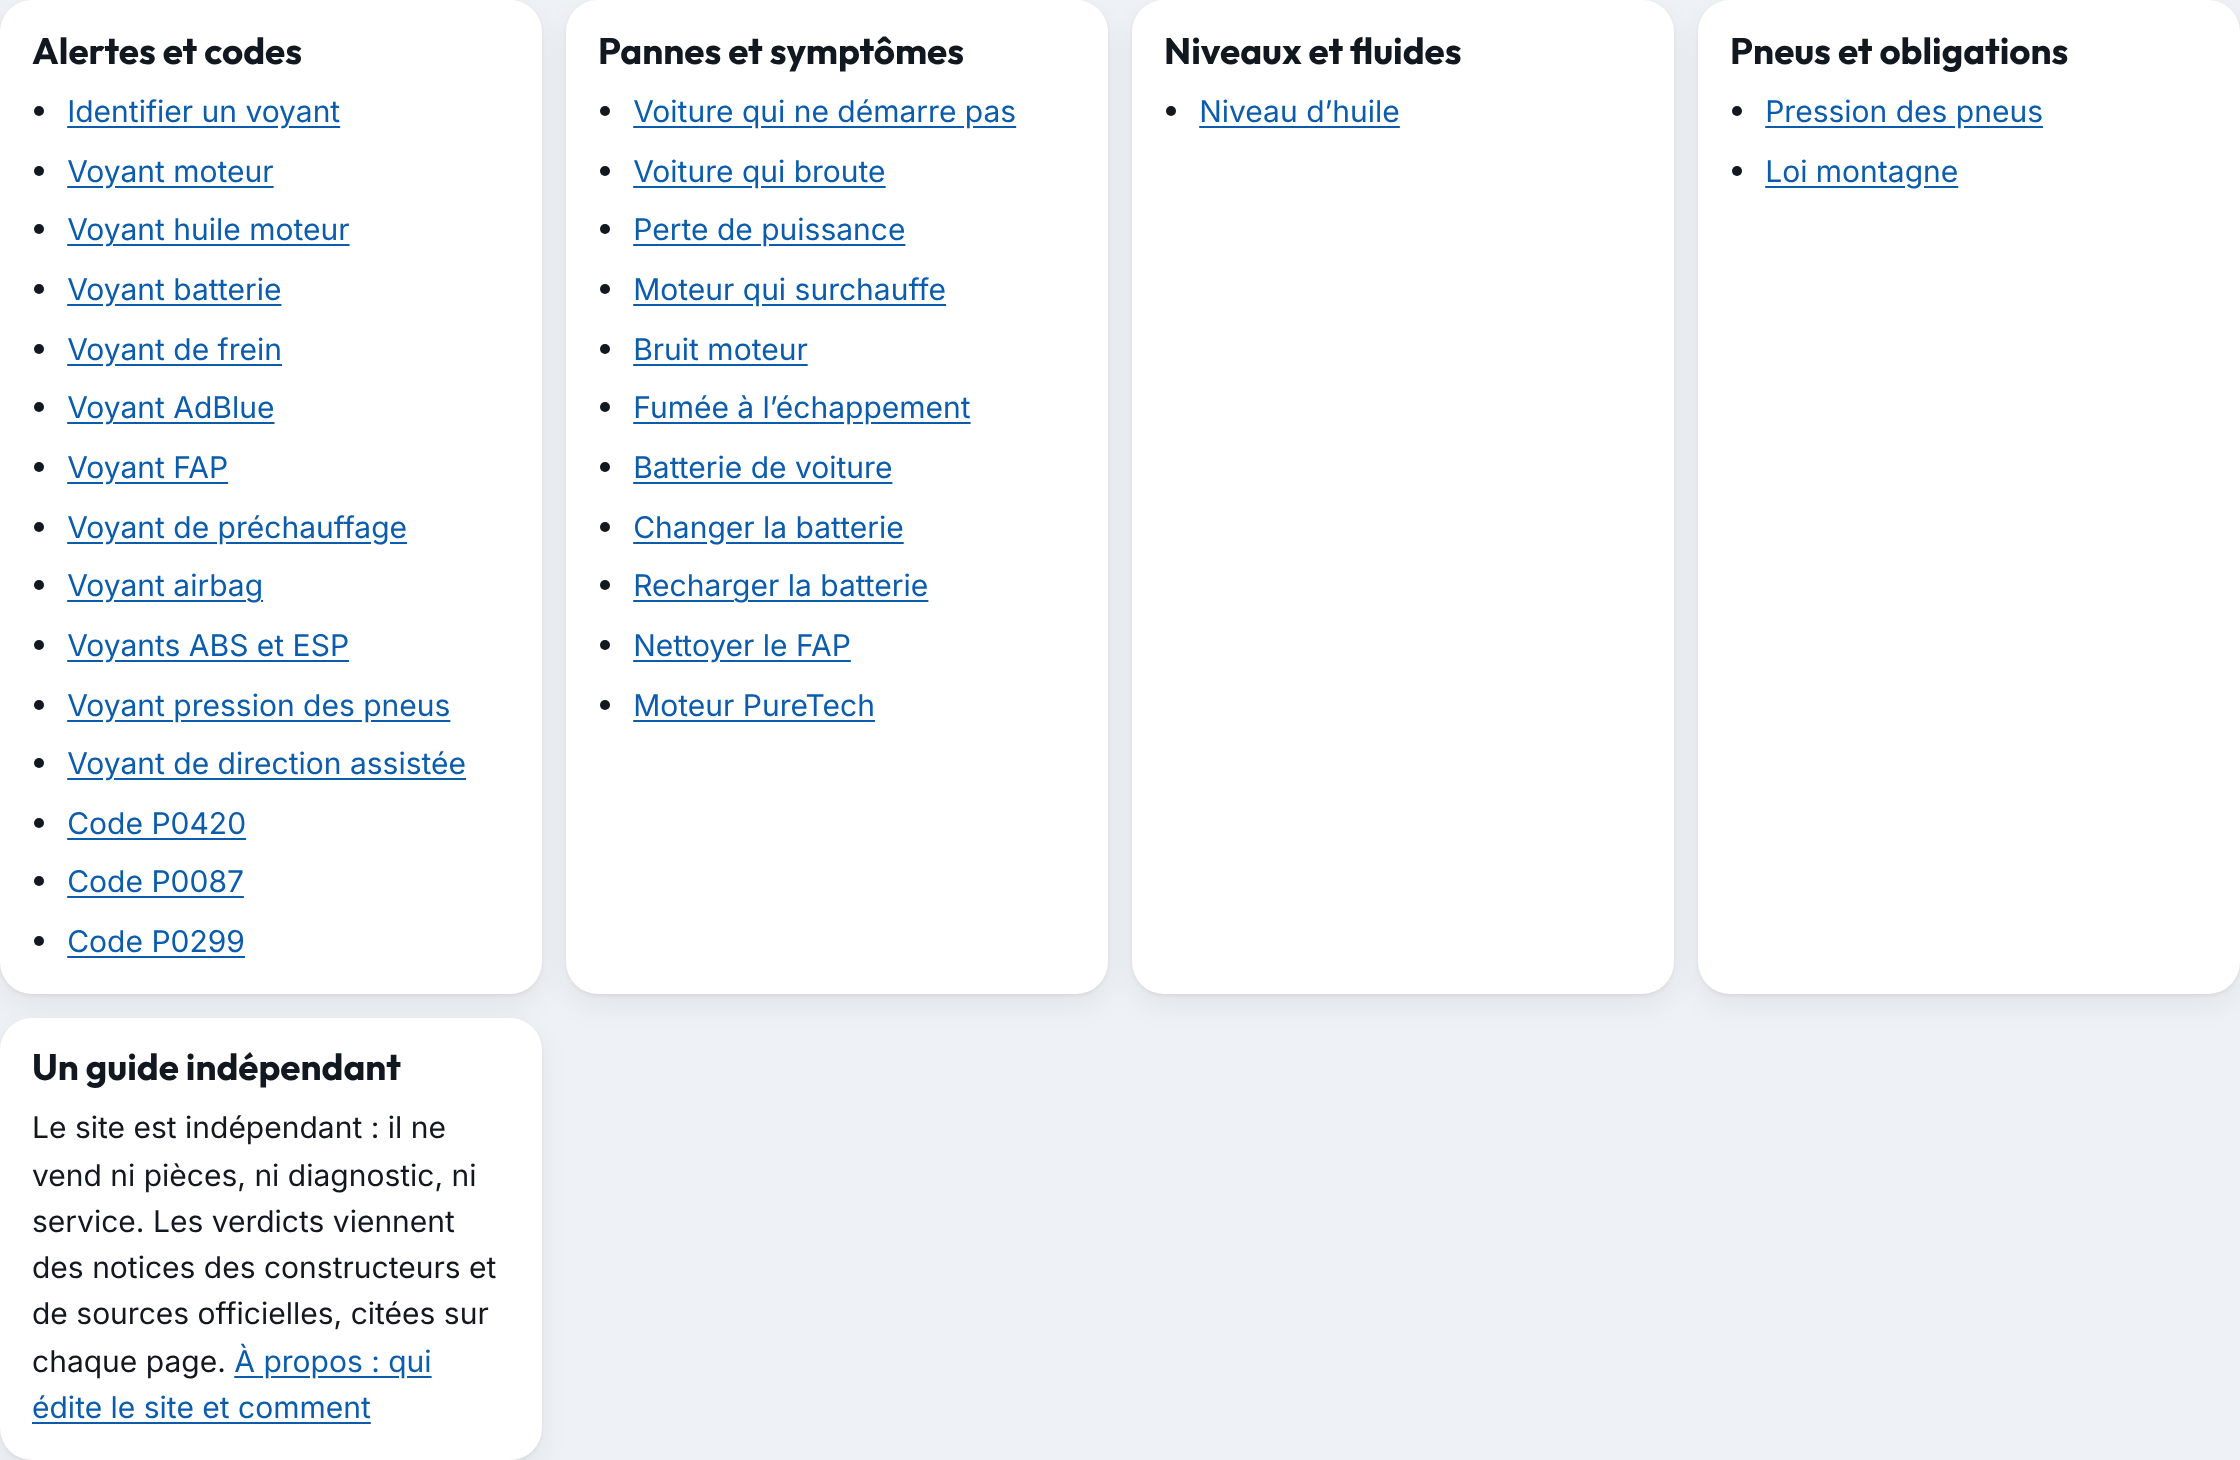 Alertes et codes
Identifier un voyant
Voyant moteur
Voyant huile moteur
Voyant batterie
Voyant de frein
Voyant AdBlue
Voyant FAP
Voyant de préchauffage
Voyant airbag
Voyants ABS et ESP
Voyant pression des pneus
Voyant de direction assistée
Code P0420
Code P0087
Code P0299
Pannes et symptômes
Voiture qui ne démarre pas
Voiture qui broute
Perte de puissance
Moteur qui surchauffe
Bruit moteur
Fumée à l’échappement
Batterie de voiture
Changer la batterie
Recharger la batterie
Nettoyer le FAP
Moteur PureTech
Niveaux et fluides
Niveau d’huile
Pneus et obligations
Pression des pneus
Loi montagne
Un guide indépendant
Le site est indépendant : il ne
vend ni pièces, ni diagnostic, ni
service. Les verdicts viennent
des notices des constructeurs et
de sources officielles, citées sur
chaque page. À propos : qui
édite le site et comment